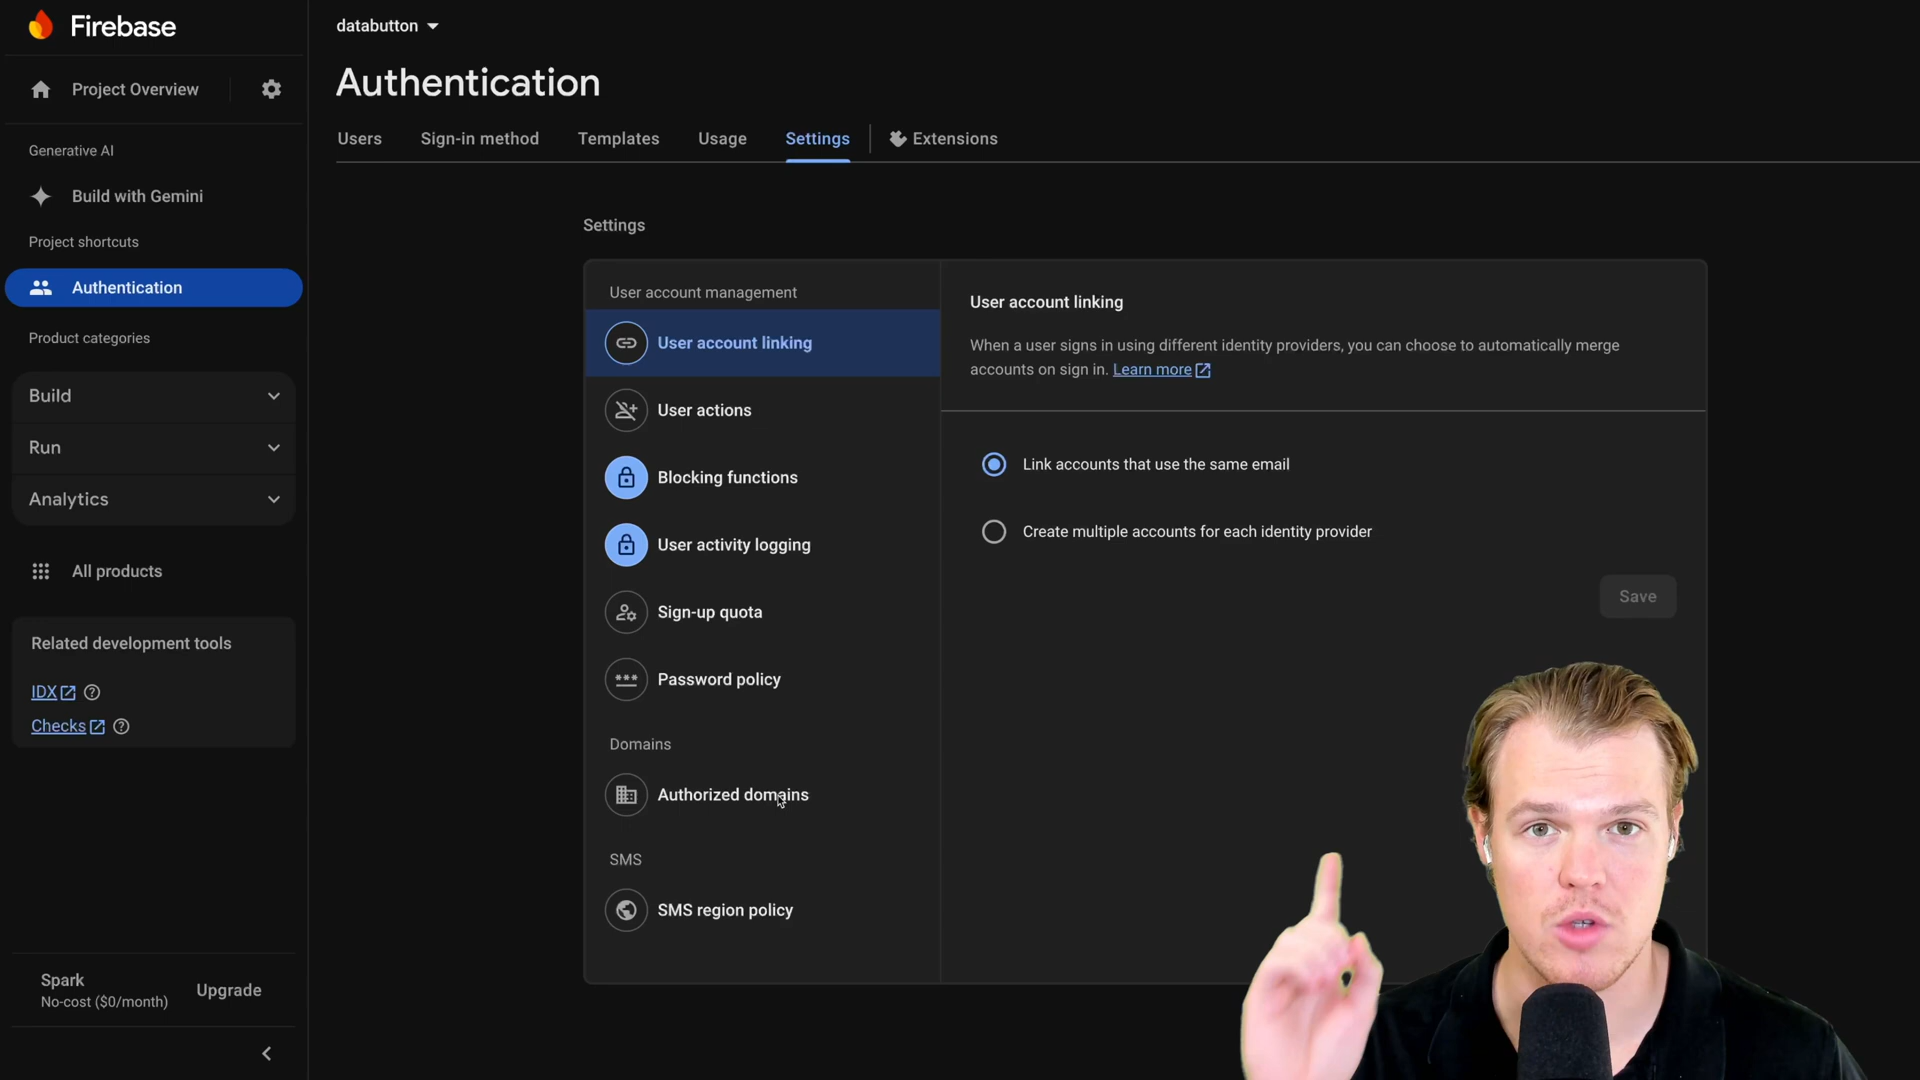 Firebase
Project Overview
Generative AI
Build with Gemini
Project shortcuts
Authentication
Product categories
Build
Run
Analytics
All products
Related development tools
IDX
Checks
Spark
No-cost ($0/month)
Upgrade
databutton
Authentication
Users
Sign-in method
Templates
Usage
Settings
Extensions
Settings
User account management
User account linking
User actions
Blocking functions
User activity logging
Sign-up quota
Password policy
Domains
Authorized domains
SMS
SMS region policy
User account linking
When a user signs in using different identity providers, you can choose to automatically merge
accounts on sign in. Learn more
Link accounts that use the same email
Create multiple accounts for each identity provider
Save